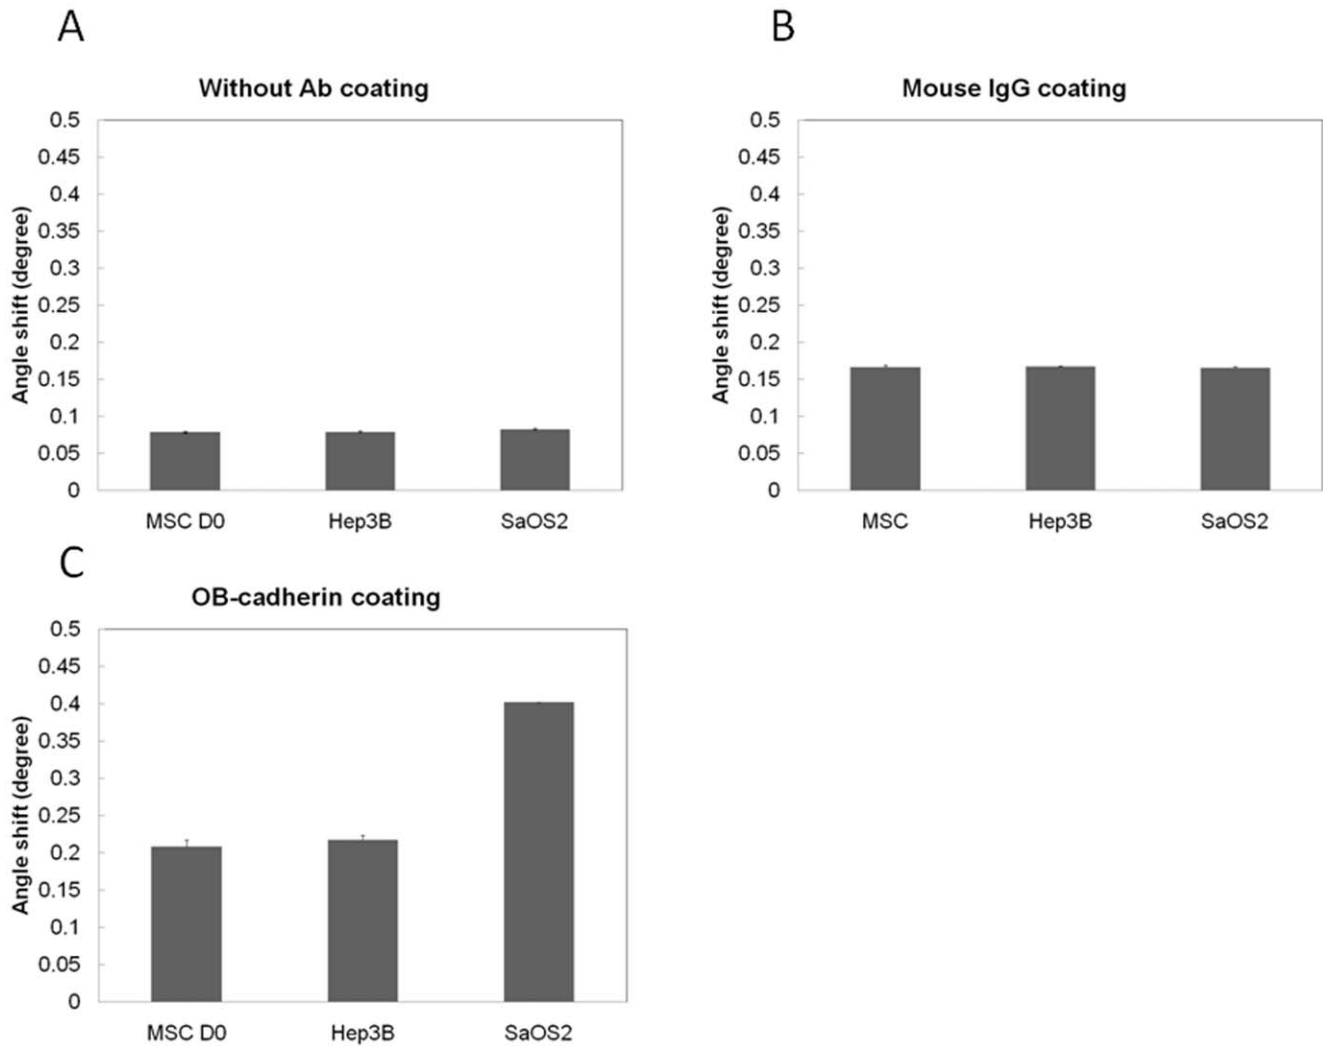 A
Without Ab coating
Angle shift (degree)
0.5
0.45
0.4
0.35
0.3
0.25
0.2
0.15
0.1
0.05
0
MSC D0 Hep3B SaOS2
B
Mouse IgG coating
Angle shift (degree)
0.5
0.45
0.4
0.35
0.3
0.25
0.2
0.15
0.1
0.05
0
MSC Hep3B SaOS2
C
OB-cadherin coating
Angle shift (degree)
0.5
0.45
0.4
0.35
0.3
0.25
0.2
0.15
0.1
0.05
0
MSC D0 Hep3B SaOS2